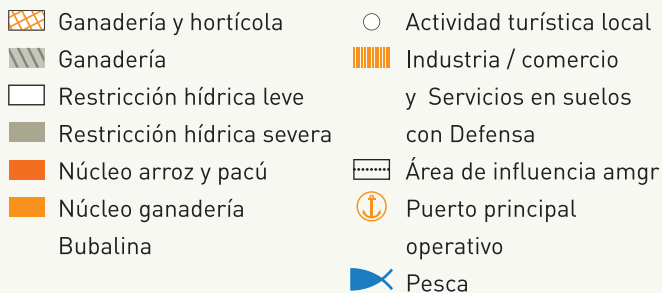 Ganadería y hortícola
Ganadería
Restricción hídrica leve
Restricción hídrica severa
Núcleo arroz y pacú
Núcleo ganadería
Bubalina
Actividad turística local
Industria / comercio
y Servicios en suelos
con Defensa
Área de influencia amgr
Puerto principal
operativo
Pesca